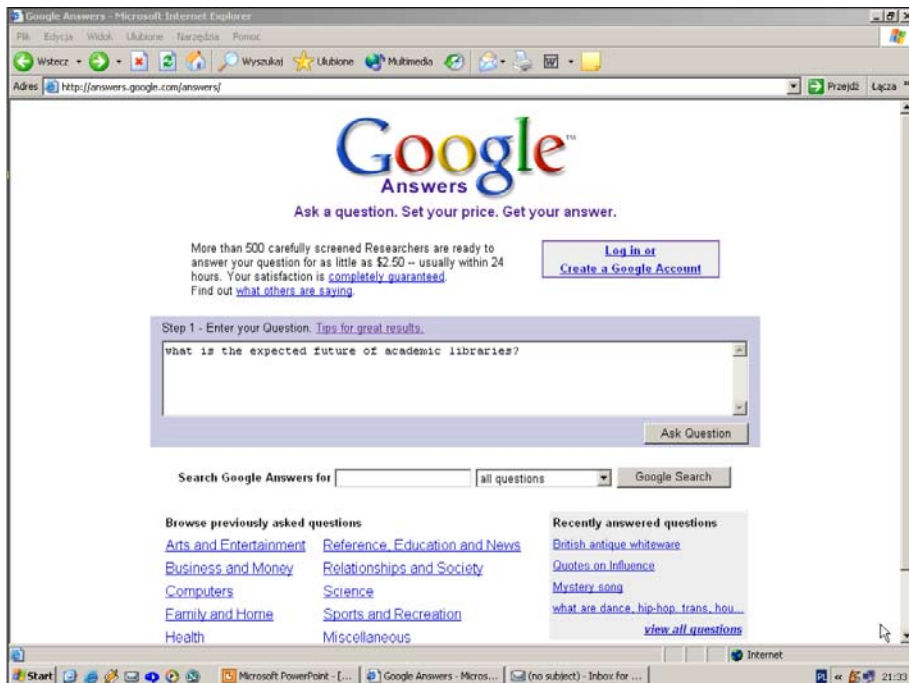 Google Answers - Microsoft Internet Explorer
Plik Edycja Widok Ulubione Narzędzia Pomoc
Wstecz Wyszukaj Ulubione Multimedia
Adres http://answers.google.com/answers/ Przejdź Łącza »
Google™
Answers
Ask a question. Set your price. Get your answer.
More than 500 carefully screened Researchers are ready to
answer your question for as little as $2.50 -- usually within 24
hours. Your satisfaction is completely guaranteed.
Find out what others are saying.
Log in or
Create a Google Account
Step 1 - Enter your Question. Tips for great results.
what is the expected future of academic libraries?
Ask Question
Search Google Answers for all questions Google Search
Browse previously asked questions
Arts and Entertainment Reference, Education and News
Business and Money Relationships and Society
Computers Science
Family and Home Sports and Recreation
Health Miscellaneous
Recently answered questions
British antique whiteware
Quotes on Influence
Mystery song
what are dance, hip-hop, trans, hou...
view all questions
Internet
Start Microsoft PowerPoint - [... Google Answers - Micros... (no subject) - Inbox for ... PL « 21:33